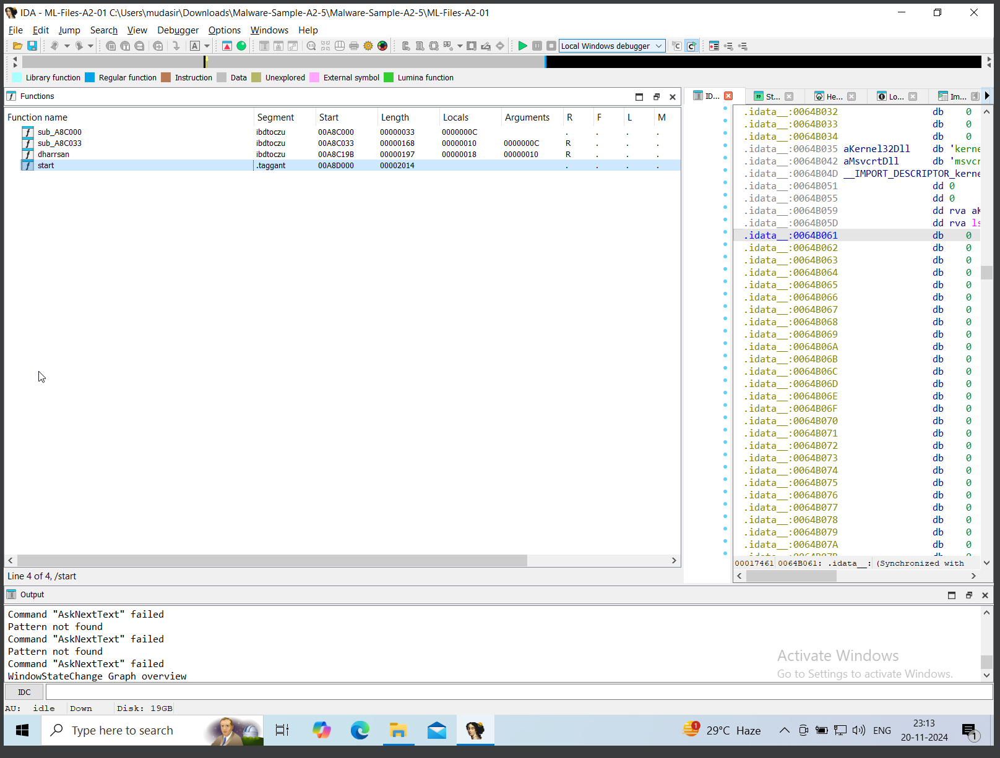 IDA - ML-Files-A2-01 C:\Users\mudasir\Downloads\Malware-Sample-A2-5\Malware-Sample-A2-5\ML-Files-A2-01
File Edit Jump Search View Debugger Options Windows Help
Local Windows debugger
Library function Regular function Instruction Data Unexplored External symbol Lumina function
Functions
Function name Segment Start Length Locals Arguments R F L M
sub_A8C000 ibdtoczu 00A8C000 00000033 0000000C . . . .
sub_A8C033 ibdtoczu 00A8C033 00000168 00000010 0000000C R . . .
dharrsan ibdtoczu 00A8C19B 00000197 00000018 00000010 R . . .
start .taggant 00A8D000 00002014 . . . .
Line 4 of 4, /start
ID... St... He... Lo... Im...
.idata__:0064B032 db 0
.idata__:0064B033 db 0
.idata__:0064B034 db 0
.idata__:0064B035 aKernel32Dll db 'kerne
.idata__:0064B042 aMsvcrtDll db 'msvcr
.idata__:0064B04D __IMPORT_DESCRIPTOR_kerne
.idata__:0064B051 dd 0
.idata__:0064B055 dd 0
.idata__:0064B059 dd rva aK
.idata__:0064B05D dd rva ls
.idata__:0064B061 db 0
.idata__:0064B062 db 0
.idata__:0064B063 db 0
.idata__:0064B064 db 0
.idata__:0064B065 db 0
.idata__:0064B066 db 0
.idata__:0064B067 db 0
.idata__:0064B068 db 0
.idata__:0064B069 db 0
.idata__:0064B06A db 0
.idata__:0064B06B db 0
.idata__:0064B06C db 0
.idata__:0064B06D db 0
.idata__:0064B06E db 0
.idata__:0064B06F db 0
.idata__:0064B070 db 0
.idata__:0064B071 db 0
.idata__:0064B072 db 0
.idata__:0064B073 db 0
.idata__:0064B074 db 0
.idata__:0064B075 db 0
.idata__:0064B076 db 0
.idata__:0064B077 db 0
.idata__:0064B078 db 0
.idata__:0064B079 db 0
.idata__:0064B07A db 0
00017461 0064B061: .idata__: (Synchronized with
Output
Command "AskNextText" failed
Pattern not found
Command "AskNextText" failed
Pattern not found
Command "AskNextText" failed
WindowStateChange Graph overview
Activate Windows
Go to Settings to activate Windows.
IDC
AU: idle Down Disk: 19GB
Type here to search
1
29°C Haze
ENG
23:13
20-11-2024
1